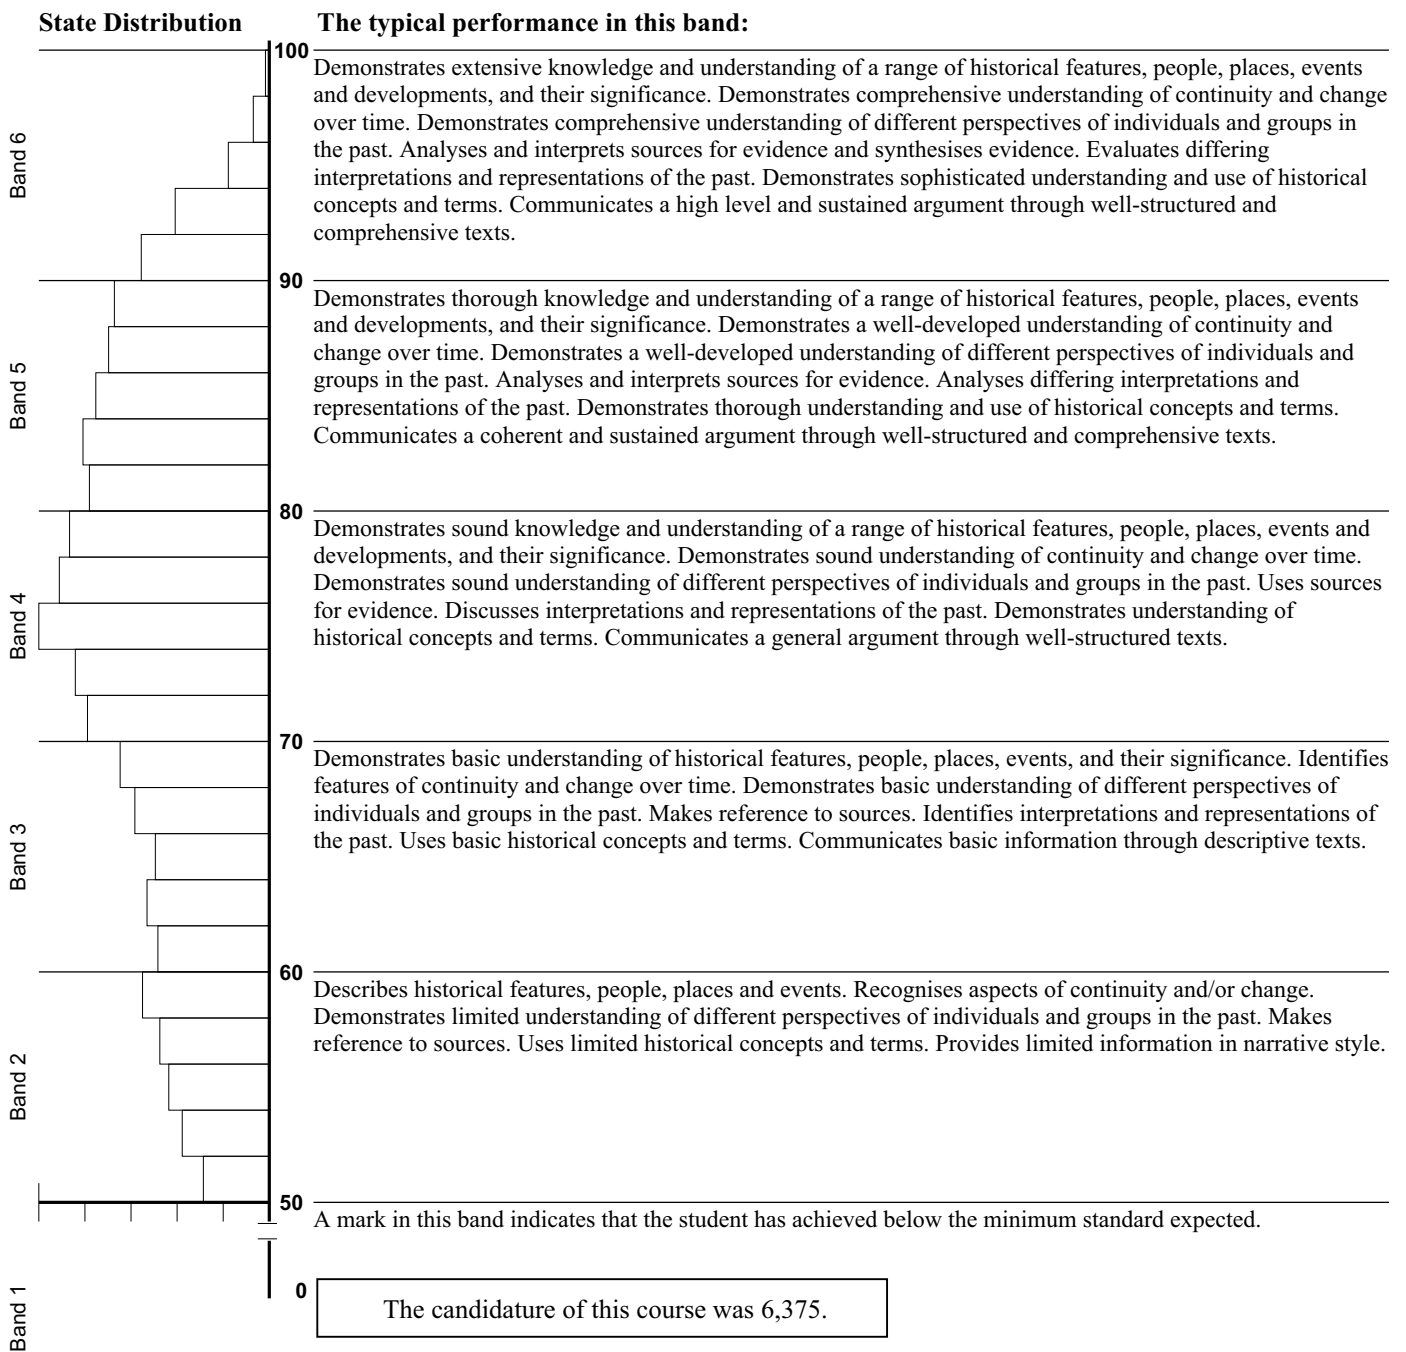 State Distribution
The typical performance in this band:
100
Band 6
Demonstrates extensive knowledge and understanding of a range of historical features, people, places, events
and developments, and their significance. Demonstrates comprehensive understanding of continuity and change
over time. Demonstrates comprehensive understanding of different perspectives of individuals and groups in
the past. Analyses and interprets sources for evidence and synthesises evidence. Evaluates differing
interpretations and representations of the past. Demonstrates sophisticated understanding and use of historical
concepts and terms. Communicates a high level and sustained argument through well-structured and
comprehensive texts.
90
Band 5
Demonstrates thorough knowledge and understanding of a range of historical features, people, places, events
and developments, and their significance. Demonstrates a well-developed understanding of continuity and
change over time. Demonstrates a well-developed understanding of different perspectives of individuals and
groups in the past. Analyses and interprets sources for evidence. Analyses differing interpretations and
representations of the past. Demonstrates thorough understanding and use of historical concepts and terms.
Communicates a coherent and sustained argument through well-structured and comprehensive texts.
80
Band 4
Demonstrates sound knowledge and understanding of a range of historical features, people, places, events and
developments, and their significance. Demonstrates sound understanding of continuity and change over time.
Demonstrates sound understanding of different perspectives of individuals and groups in the past. Uses sources
for evidence. Discusses interpretations and representations of the past. Demonstrates understanding of
historical concepts and terms. Communicates a general argument through well-structured texts.
70
Band 3
Demonstrates basic understanding of historical features, people, places, events, and their significance. Identifies
features of continuity and change over time. Demonstrates basic understanding of different perspectives of
individuals and groups in the past. Makes reference to sources. Identifies interpretations and representations of
the past. Uses basic historical concepts and terms. Communicates basic information through descriptive texts.
60
Band 2
Describes historical features, people, places and events. Recognises aspects of continuity and/or change.
Demonstrates limited understanding of different perspectives of individuals and groups in the past. Makes
reference to sources. Uses limited historical concepts and terms. Provides limited information in narrative style.
50
A mark in this band indicates that the student has achieved below the minimum standard expected.
0
Band 1
The candidature of this course was 6,375.